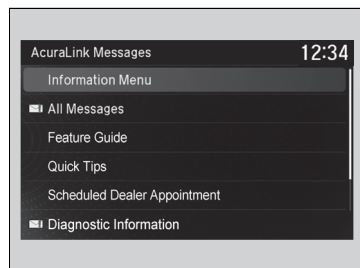 AcuraLink Messages 12:34
Information Menu
All Messages
Feature Guide
Quick Tips
Scheduled Dealer Appointment
Diagnostic Information